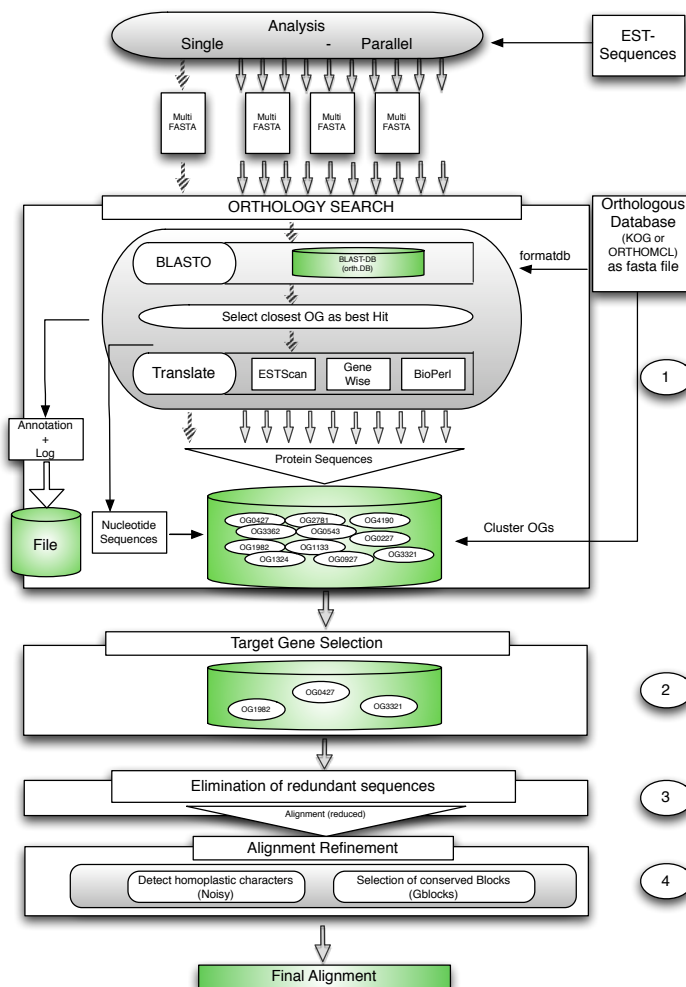 Analysis
Single - Parallel
EST-
Sequences
Multi
FASTA
Multi
FASTA
Multi
FASTA
Multi
FASTA
ORTHOLOGY SEARCH
Orthologous
Database
(KOG or
ORTHOMCL)
as fasta file
BLASTO
BLAST-DB
(orth.DB)
formatdb
Select closest OG as best Hit
Translate
ESTScan
Gene
Wise
BioPerl
1
Annotation
+
Log
Protein Sequences
File
Nucleotide
Sequences
OG0427
OG2781
OG4190
OG3362
OG0543
OG0227
OG1982
OG1133
OG3321
OG1324
OG0927
Cluster OGs
Target Gene Selection
OG0427
OG1982
OG3321
2
Elimination of redundant sequences
3
Alignment (reduced)
Alignment Refinement
Detect homoplastic characters
(Noisy)
Selection of conserved Blocks
(Gblocks)
4
Final Alignment